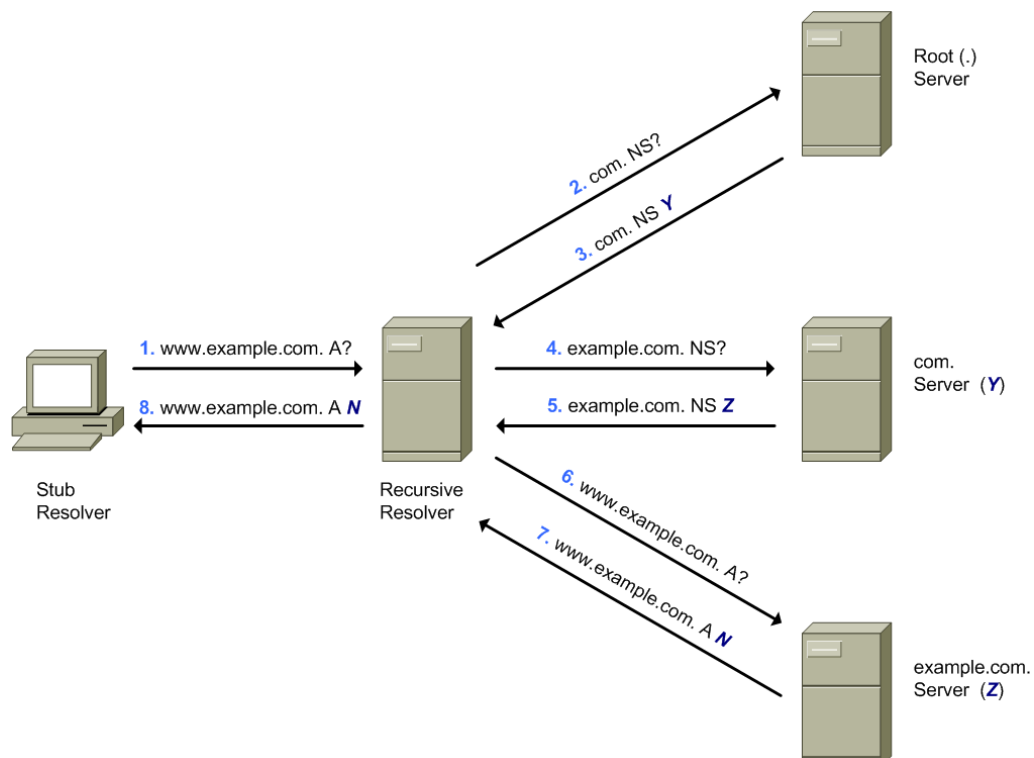 Root (.)
Server
2. com. NS?
3. com. NS Y
1. www.example.com. A?
4. example.com. NS?
com.
Server (Y)
8. www.example.com. A N
5. example.com. NS Z
Stub
Resolver
Recursive
Resolver
6. www.example.com. A?
7. www.example.com. A N
example.com.
Server (Z)